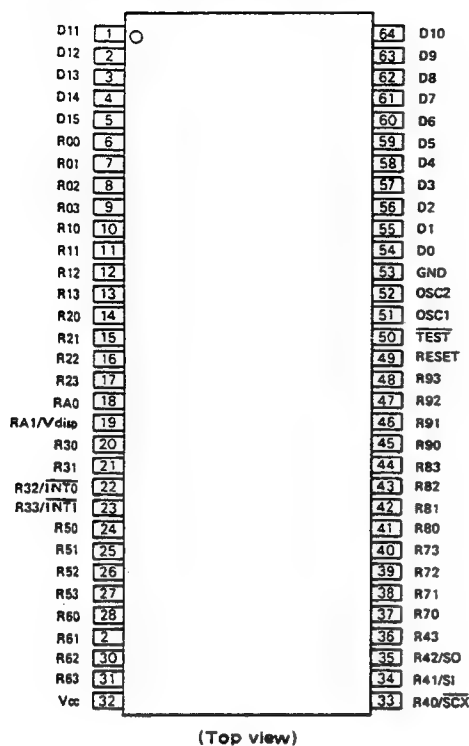 D11 1 64 D10
D12 2 63 D9
D13 3 62 D8
D14 4 61 D7
D15 5 60 D6
R00 6 59 D5
R01 7 58 D4
R02 8 57 D3
R03 9 56 D2
R10 10 55 D1
R11 11 54 D0
R12 12 53 GND
R13 13 52 OSC2
R20 14 51 OSC1
R21 15 50 TEST
R22 16 49 RESET
R23 17 48 R93
RA0 18 47 R92
RA1/Vdisp 19 46 R91
R30 20 45 R90
R31 21 44 R83
R32/INT0 22 43 R82
R33/INT1 23 42 R81
R50 24 41 R80
R51 25 40 R73
R52 26 39 R72
R53 27 38 R71
R60 28 37 R70
R61 2 36 R43
R62 30 35 R42/SO
R63 31 34 R41/SI
Vcc 32 33 R40/SCX
(Top view)